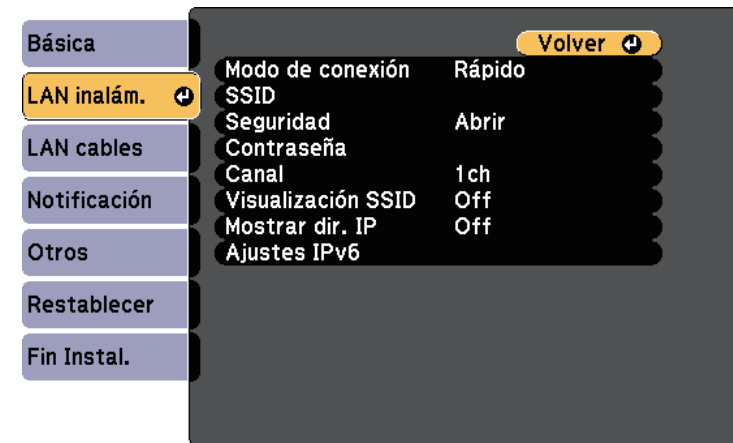 Básica
LAN inalám.
LAN cables
Notificación
Otros
Restablecer
Fin Instal.
Volver
Modo de conexión Rápido
SSID
Seguridad Abrir
Contraseña
Canal 1ch
Visualización SSID Off
Mostrar dir. IP Off
Ajustes IPv6